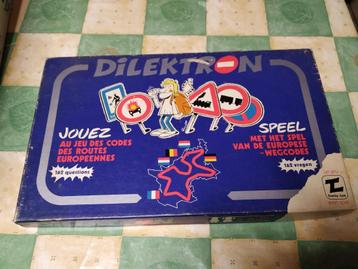 DiLEKTRON
JOUEZ
AU JEU DES CODES
DES ROUTES
EUROPEENNES
162 questions
SPEEL
MET HET SPEL
VAN DE EUROPESE
-WEGCODES
162 vragen